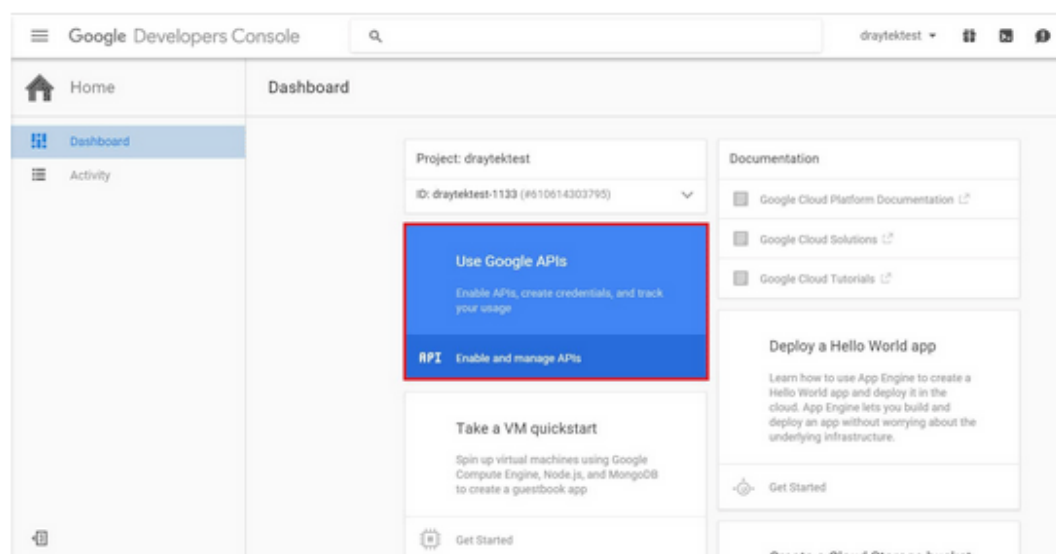 Google Developers Console
draytektest
Home
Dashboard
Dashboard
Activity
Project: draytektest
ID: draytektest-1133 (#610614303795)
Use Google APIs
Enable APIs, create credentials, and track
your usage
API Enable and manage APIs
Take a VM quickstart
Spin up virtual machines using Google
Compute Engine, Node.js, and MongoDB
to create a guestbook app
Get Started
Documentation
Google Cloud Platform Documentation
Google Cloud Solutions
Google Cloud Tutorials
Deploy a Hello World app
Learn how to use App Engine to create a
Hello World app and deploy it in the
cloud. App Engine lets you build and
deploy an app without worrying about the
underlying infrastructure.
Get Started
Create a Cloud Storage bucket